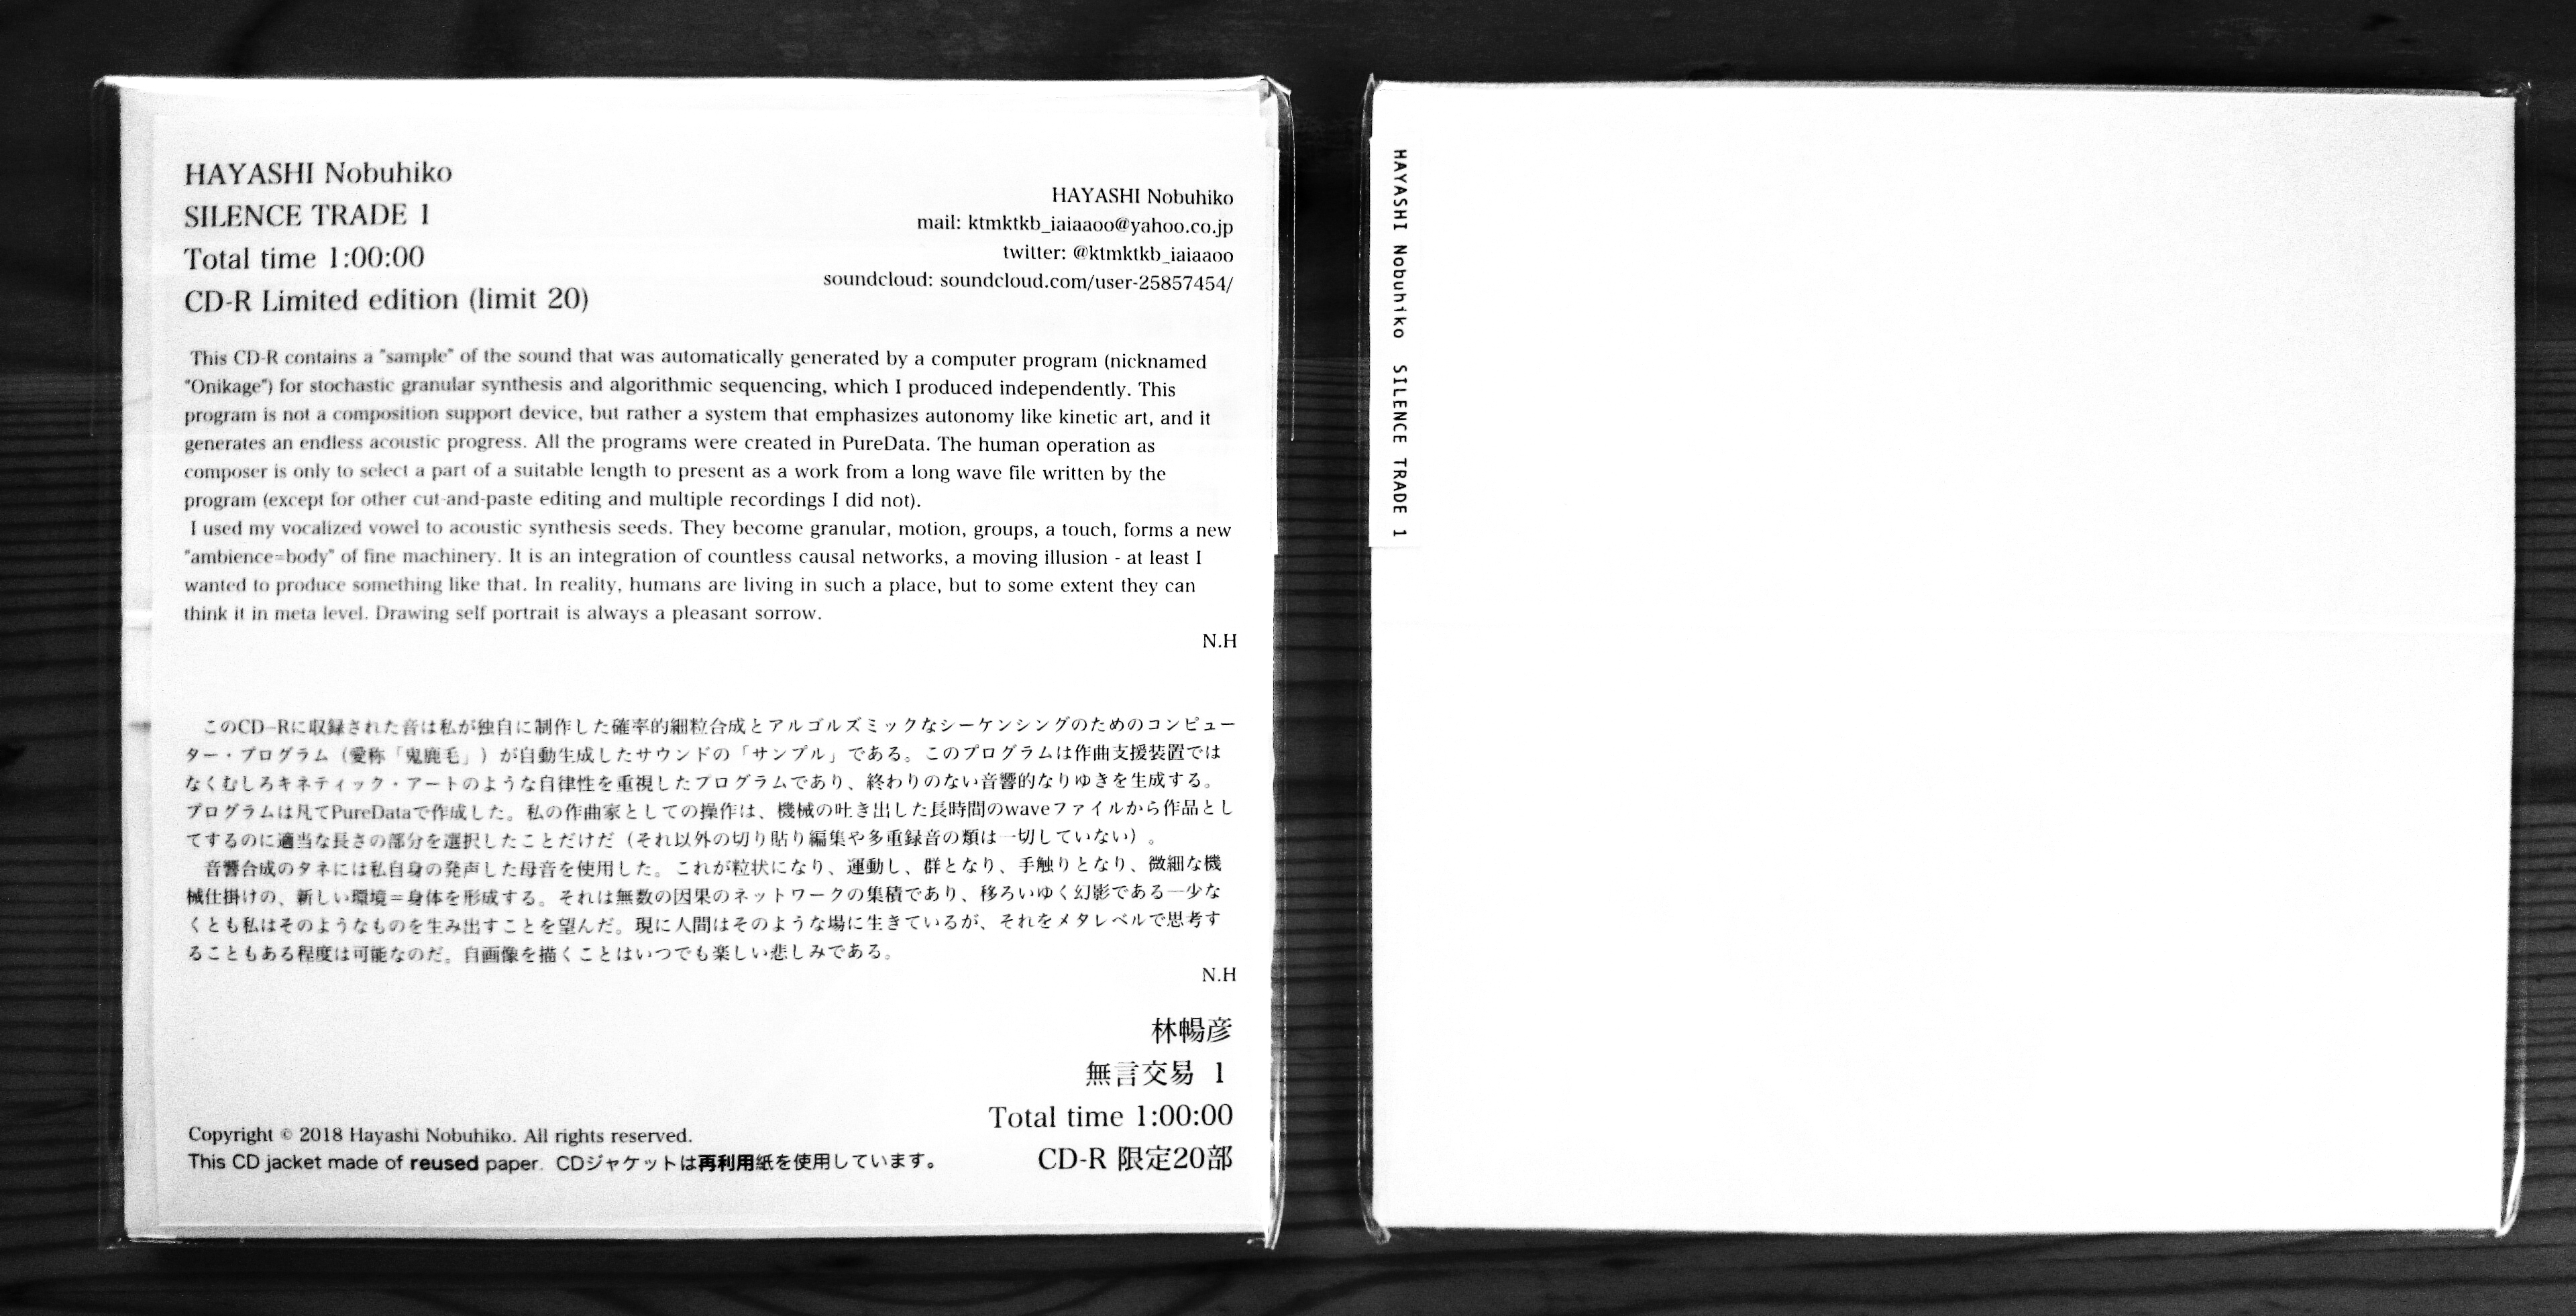 HAYASHI Nobuhiko
SILENCE TRADE 1
Total time 1:00:00
CD-R Limited edition (limit 20)
HAYASHI Nobuhiko
mail: ktmktkb_iaiaaoo@yahoo.co.jp
twitter: @ktmktkb_iaiaaoo
soundcloud: soundcloud.com/user-25857454/
This CD-R contains a "sample" of the sound that was automatically generated by a computer program (nicknamed
"Onikage") for stochastic granular synthesis and algorithmic sequencing, which I produced independently. This
program is not a composition support device, but rather a system that emphasizes autonomy like kinetic art, and it
generates an endless acoustic progress. All the programs were created in PureData. The human operation as
composer is only to select a part of a suitable length to present as a work from a long wave file written by the
program (except for other cut-and-paste editing and multiple recordings I did not).
I used my vocalized vowel to acoustic synthesis seeds. They become granular, motion, groups, a touch, forms a new
"ambience=body" of fine machinery. It is an integration of countless causal networks, a moving illusion - at least I
wanted to produce something like that. In reality, humans are living in such a place, but to some extent they can
think it in meta level. Drawing self portrait is always a pleasant sorrow.
N.H
このCD-Rに収録された音は私が独自に制作した確率的細粒合成とアルゴルズミックなシーケンシングのためのコンピュー
ター・プログラム（愛称「鬼鹿毛」）が自動生成したサウンドの「サンプル」である。このプログラムは作曲支援装置では
なくむしろキネティック・アートのような自律性を重視したプログラムであり、終わりのない音響的なりゆきを生成する。
プログラムは凡てPureDataで作成した。私の作曲家としての操作は、機械の吐き出した長時間のwaveファイルから作品とし
てするのに適当な長さの部分を選択したことだけだ（それ以外の切り貼り編集や多重録音の類は一切していない）。
音響合成のタネには私自身の発声した母音を使用した。これが粒状になり、運動し、群となり、手触りとなり、微細な機
械仕掛けの、新しい環境＝身体を形成する。それは無数の因果のネットワークの集積であり、移ろいゆく幻影である―少な
くとも私はそのようなものを生み出すことを望んだ。現に人間はそのような場に生きているが、それをメタレベルで思考す
ることもある程度は可能なのだ。自画像を描くことはいつでも楽しい悲しみである。
N.H
林暢彦
無言交易 1
Total time 1:00:00
CD-R 限定20部
Copyright © 2018 Hayashi Nobuhiko. All rights reserved.
This CD jacket made of reused paper. CDジャケットは再利用紙を使用しています。
HAYASHI Nobuhiko SILENCE TRADE 1